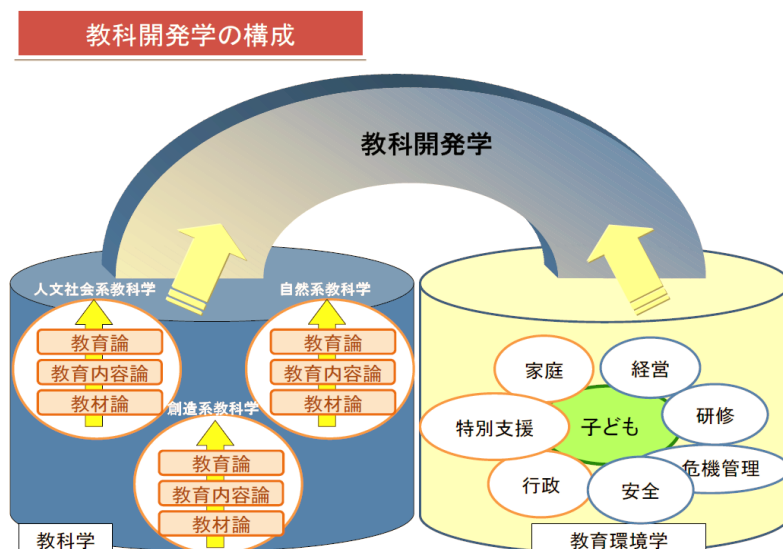 教科開発学の構成
教科開発学
人文社会系教科学
教育論
教育内容論
教材論
自然系教科学
教育論
教育内容論
教材論
創造系教科学
教育論
教育内容論
教材論
教科学
家庭
経営
特別支援
子ども
研修
行政
安全
危機管理
教育環境学